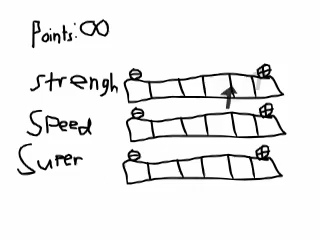 Points: ∞
Strengh
Speed
Super